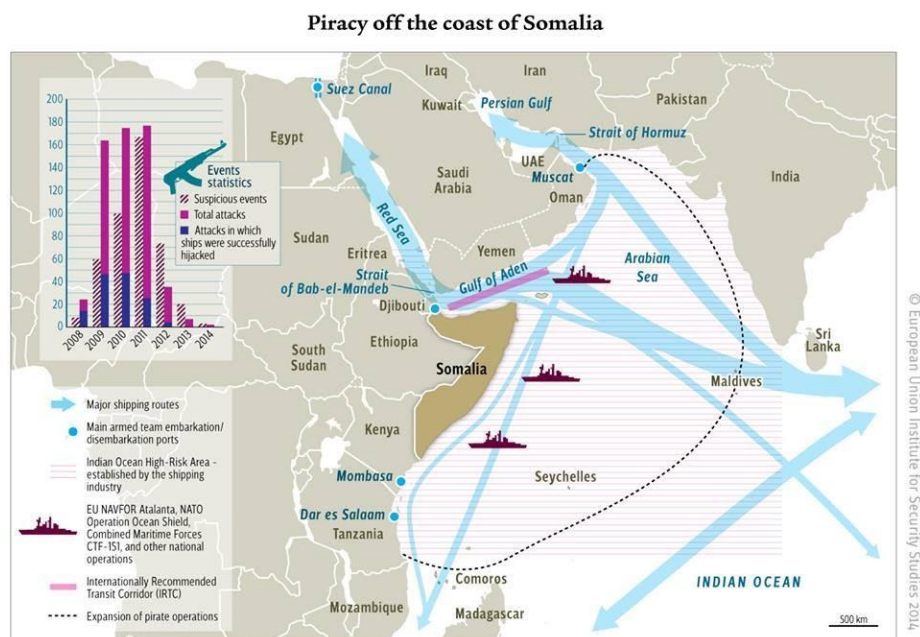 Piracy off the coast of Somalia
Iraq
Iran
Suez Canal
Kuwait
Persian Gulf
Pakistan
Egypt
Strait of Hormuz
UAE
Muscat
Saudi
Arabia
Oman
India
Red Sea
Sudan
Eritrea
Yemen
Strait
of Bab-el-Mandeb
Gulf of Aden
Arabian
Sea
Djibouti
Ethiopia
South
Sudan
Somalia
Sri
Lanka
Maldives
Kenya
Mombasa
Seychelles
Dar es Salaam
Tanzania
Comoros
INDIAN OCEAN
Mozambique
Madagascar
500 km
200
180
160
140
120
100
80
60
40
20
0
2008
2009
2010
2011
2012
2013
2014
Events
statistics
Suspicious events
Total attacks
Attacks in which
ships were successfully
hijacked
Major shipping routes
Main armed team embarkation/
disembarkation ports
Indian Ocean High-Risk Area -
established by the shipping
industry
EU NAVFOR Atalanta, NATO
Operation Ocean Shield,
Combined Maritime Forces
CTF-151, and other national
operations
Internationally Recommended
Transit Corridor (IRTC)
Expansion of pirate operations
© European Union Institute for Security Studies 2014